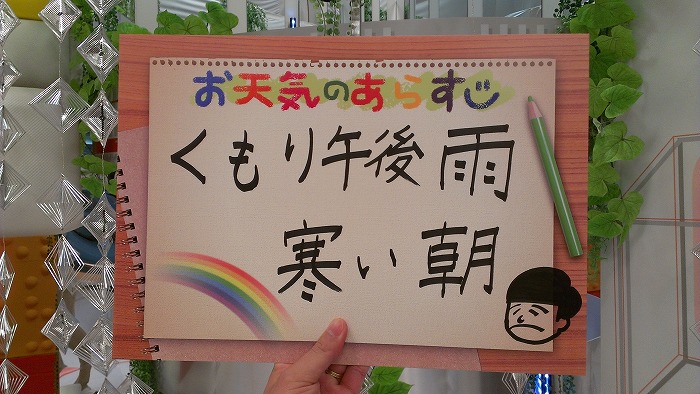 お天気のあらすじ
くもり午後雨
寒い朝